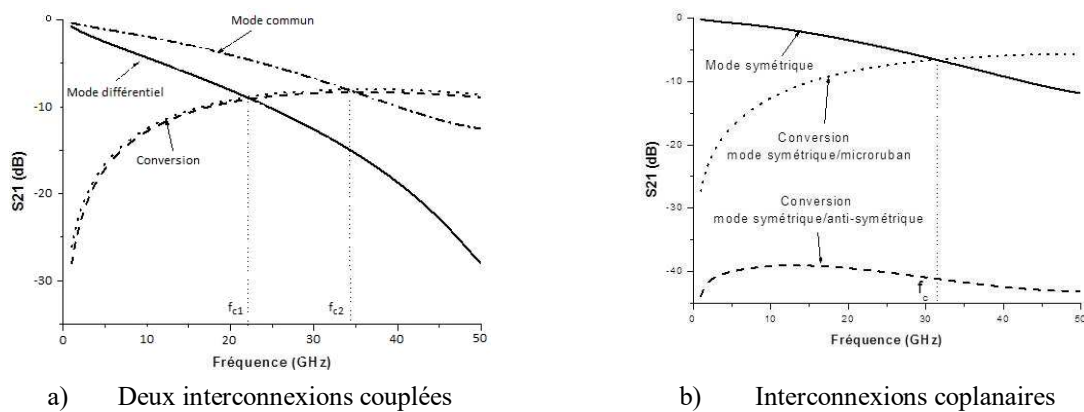 0
-10
-20
-30
S21 (dB)
Mode commun
Mode différentiel
Conversion
fc1
fc2
0 10 20 30 40 50
Fréquence (GHz)
a) Deux interconnexions couplées
0
-10
-20
-30
-40
S21 (dB)
Mode symétrique
Conversion
mode symétrique/microruban
Conversion
mode symétrique/anti-symétrique
fc
0 10 20 30 40 50
Fréquence (GHz)
b) Interconnexions coplanaires